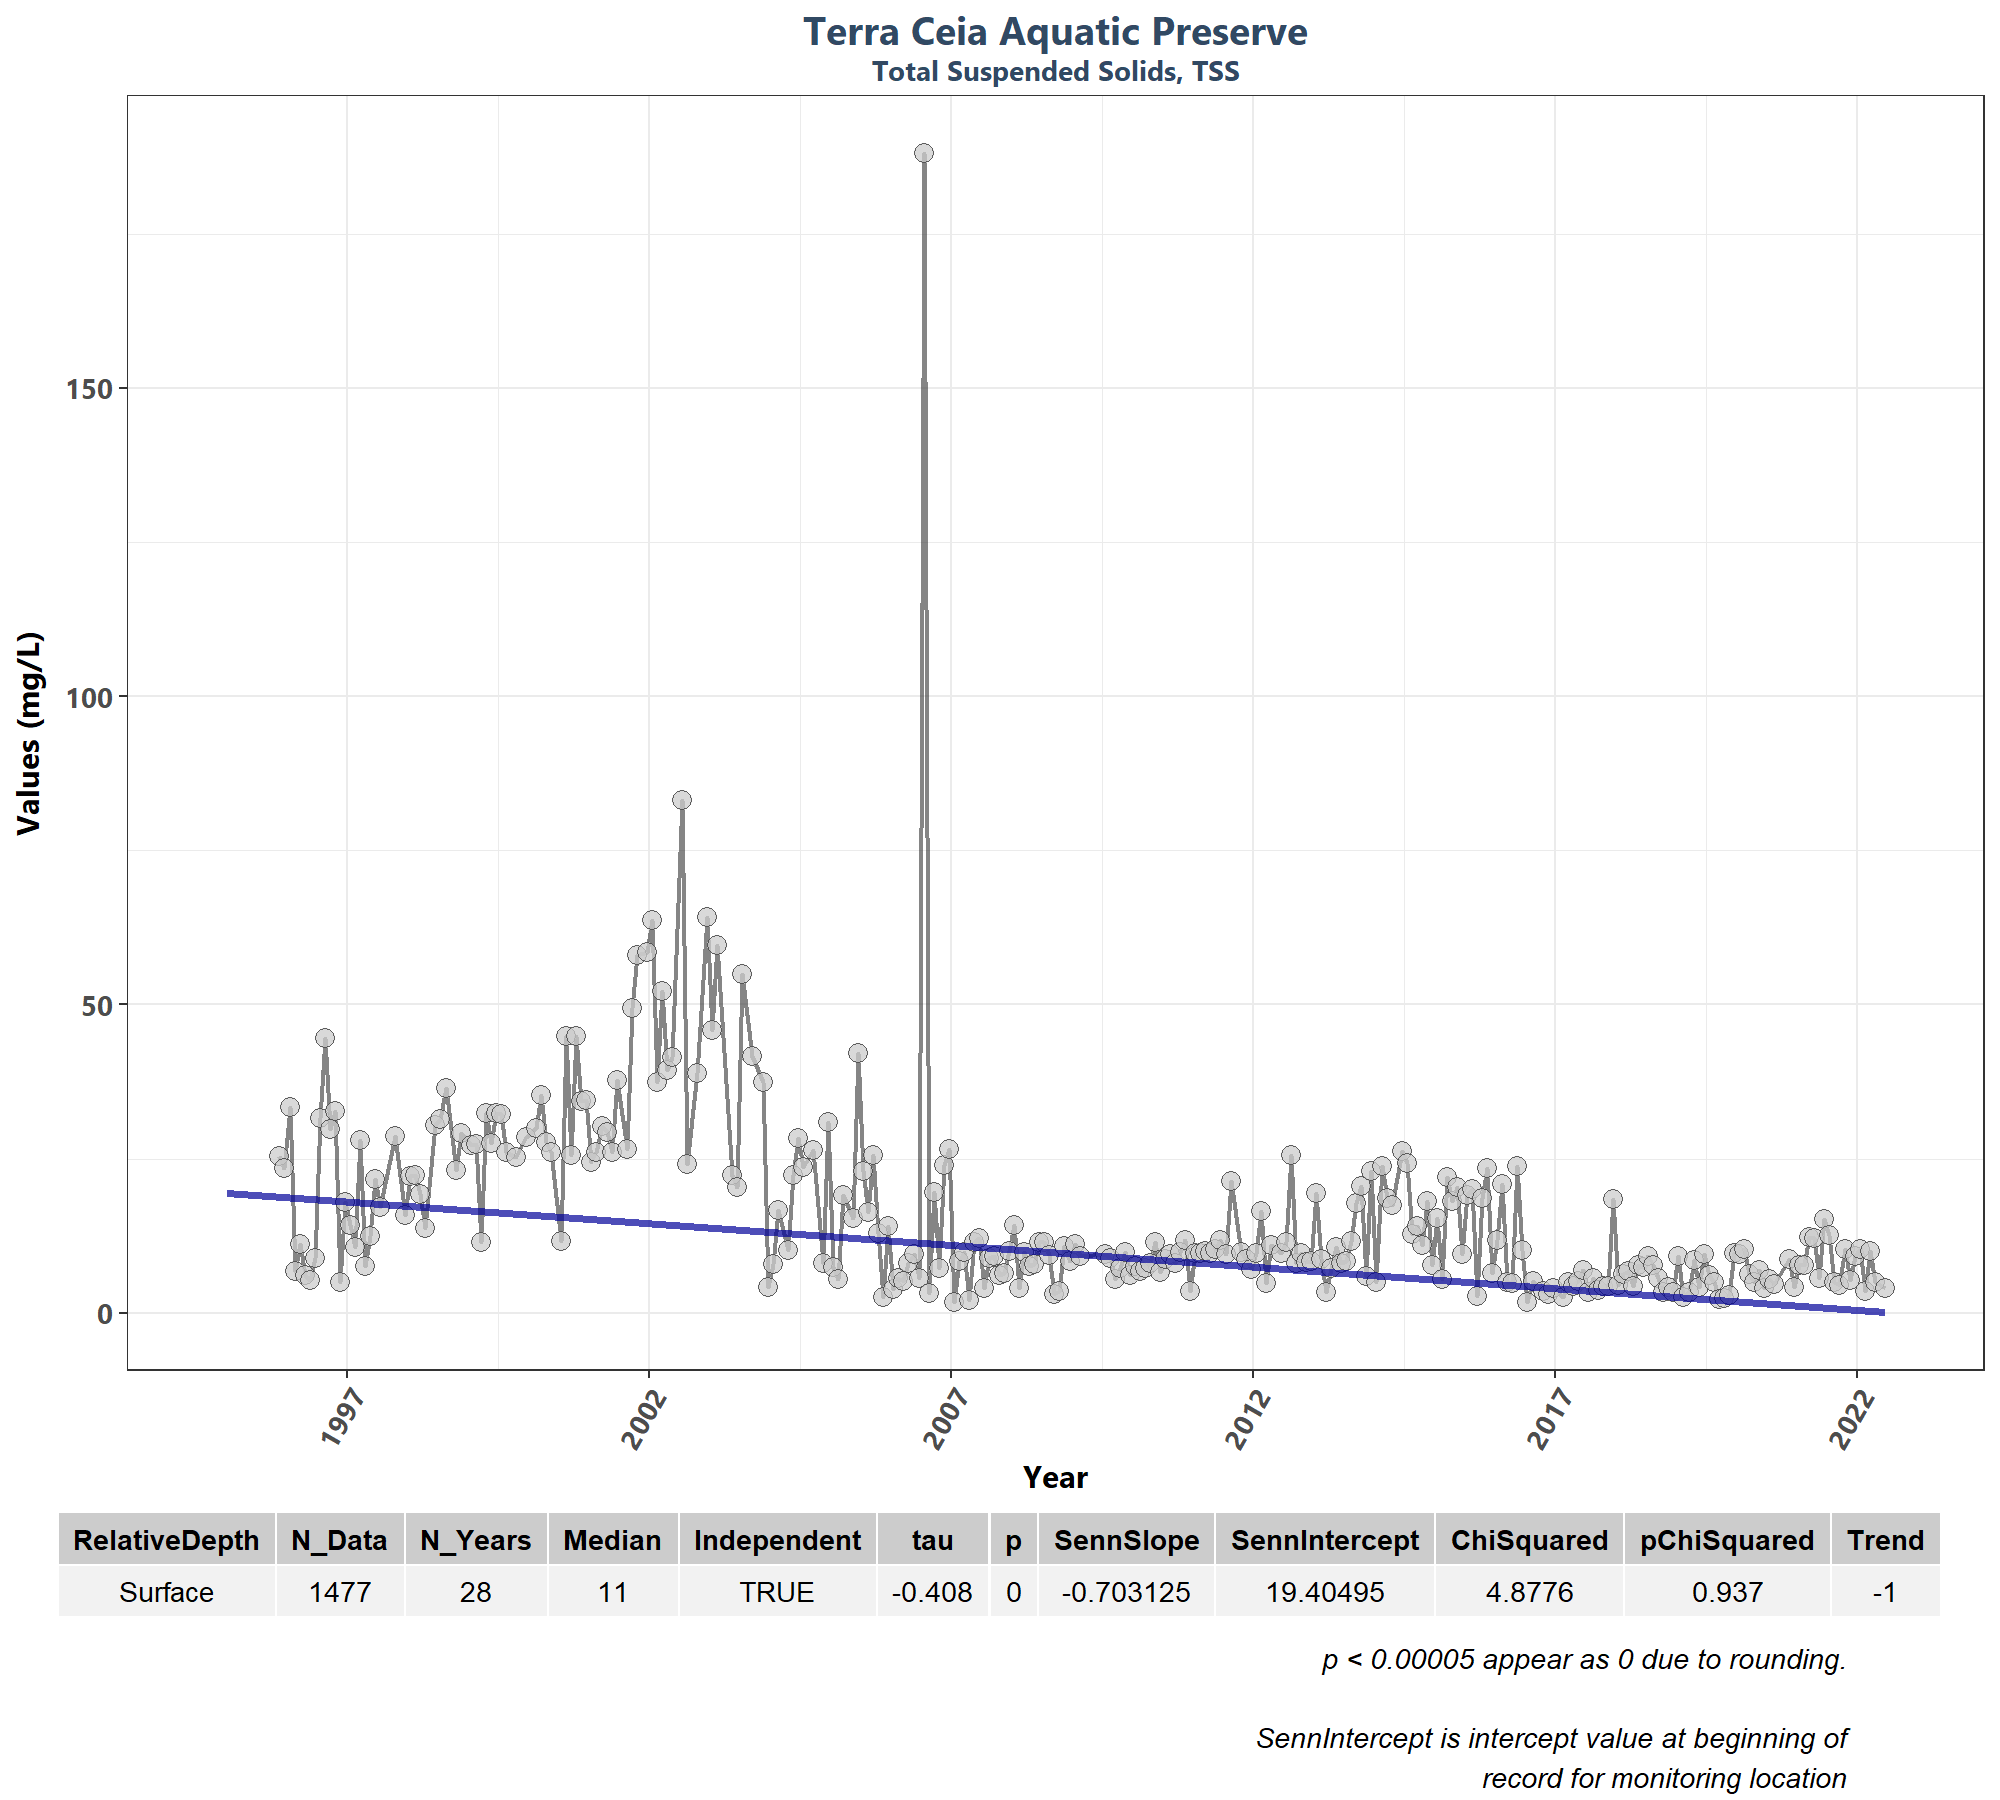 Terra Ceia Aquatic Preserve
Total Suspended Solids, TSS
Values (mg/L)
150
100
50
0
1997 2002 2007 2012 2017 2022
Year
RelativeDepth N_Data N_Years Median Independent tau p SennSlope SennIntercept ChiSquared pChiSquared Trend
Surface 1477 28 11 TRUE -0.408 0 -0.703125 19.40495 4.8776 0.937 -1
p < 0.00005 appear as 0 due to rounding.
SennIntercept is intercept value at beginning of
record for monitoring location